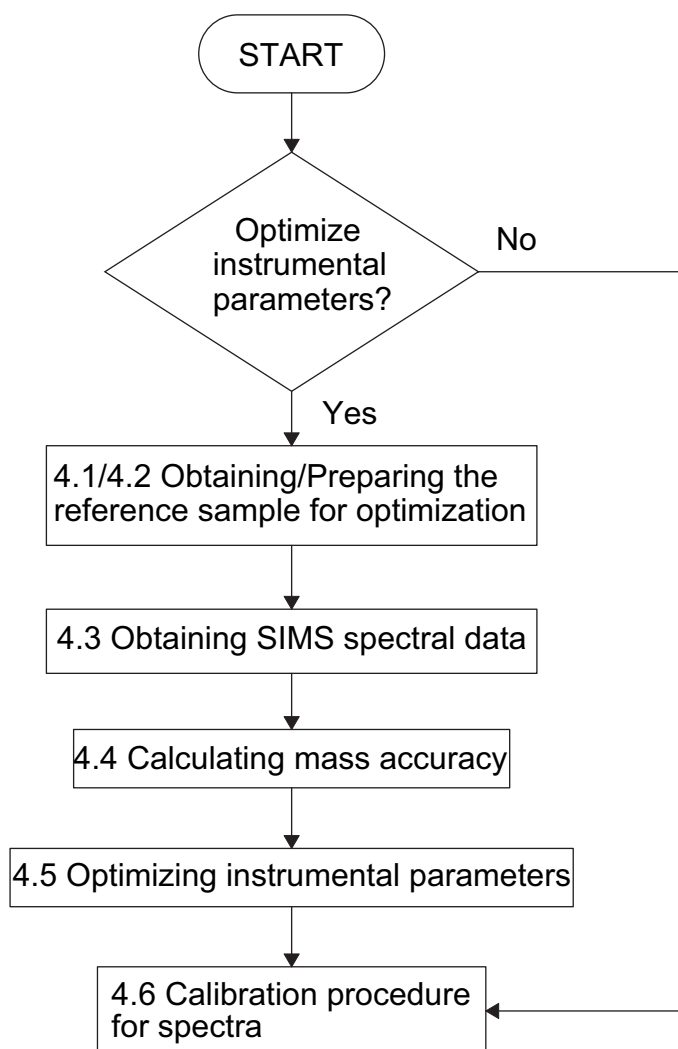 START
Optimize
instrumental
parameters?
No
Yes
4.1/4.2 Obtaining/Preparing the
reference sample for optimization
4.3 Obtaining SIMS spectral data
4.4 Calculating mass accuracy
4.5 Optimizing instrumental parameters
4.6 Calibration procedure
for spectra